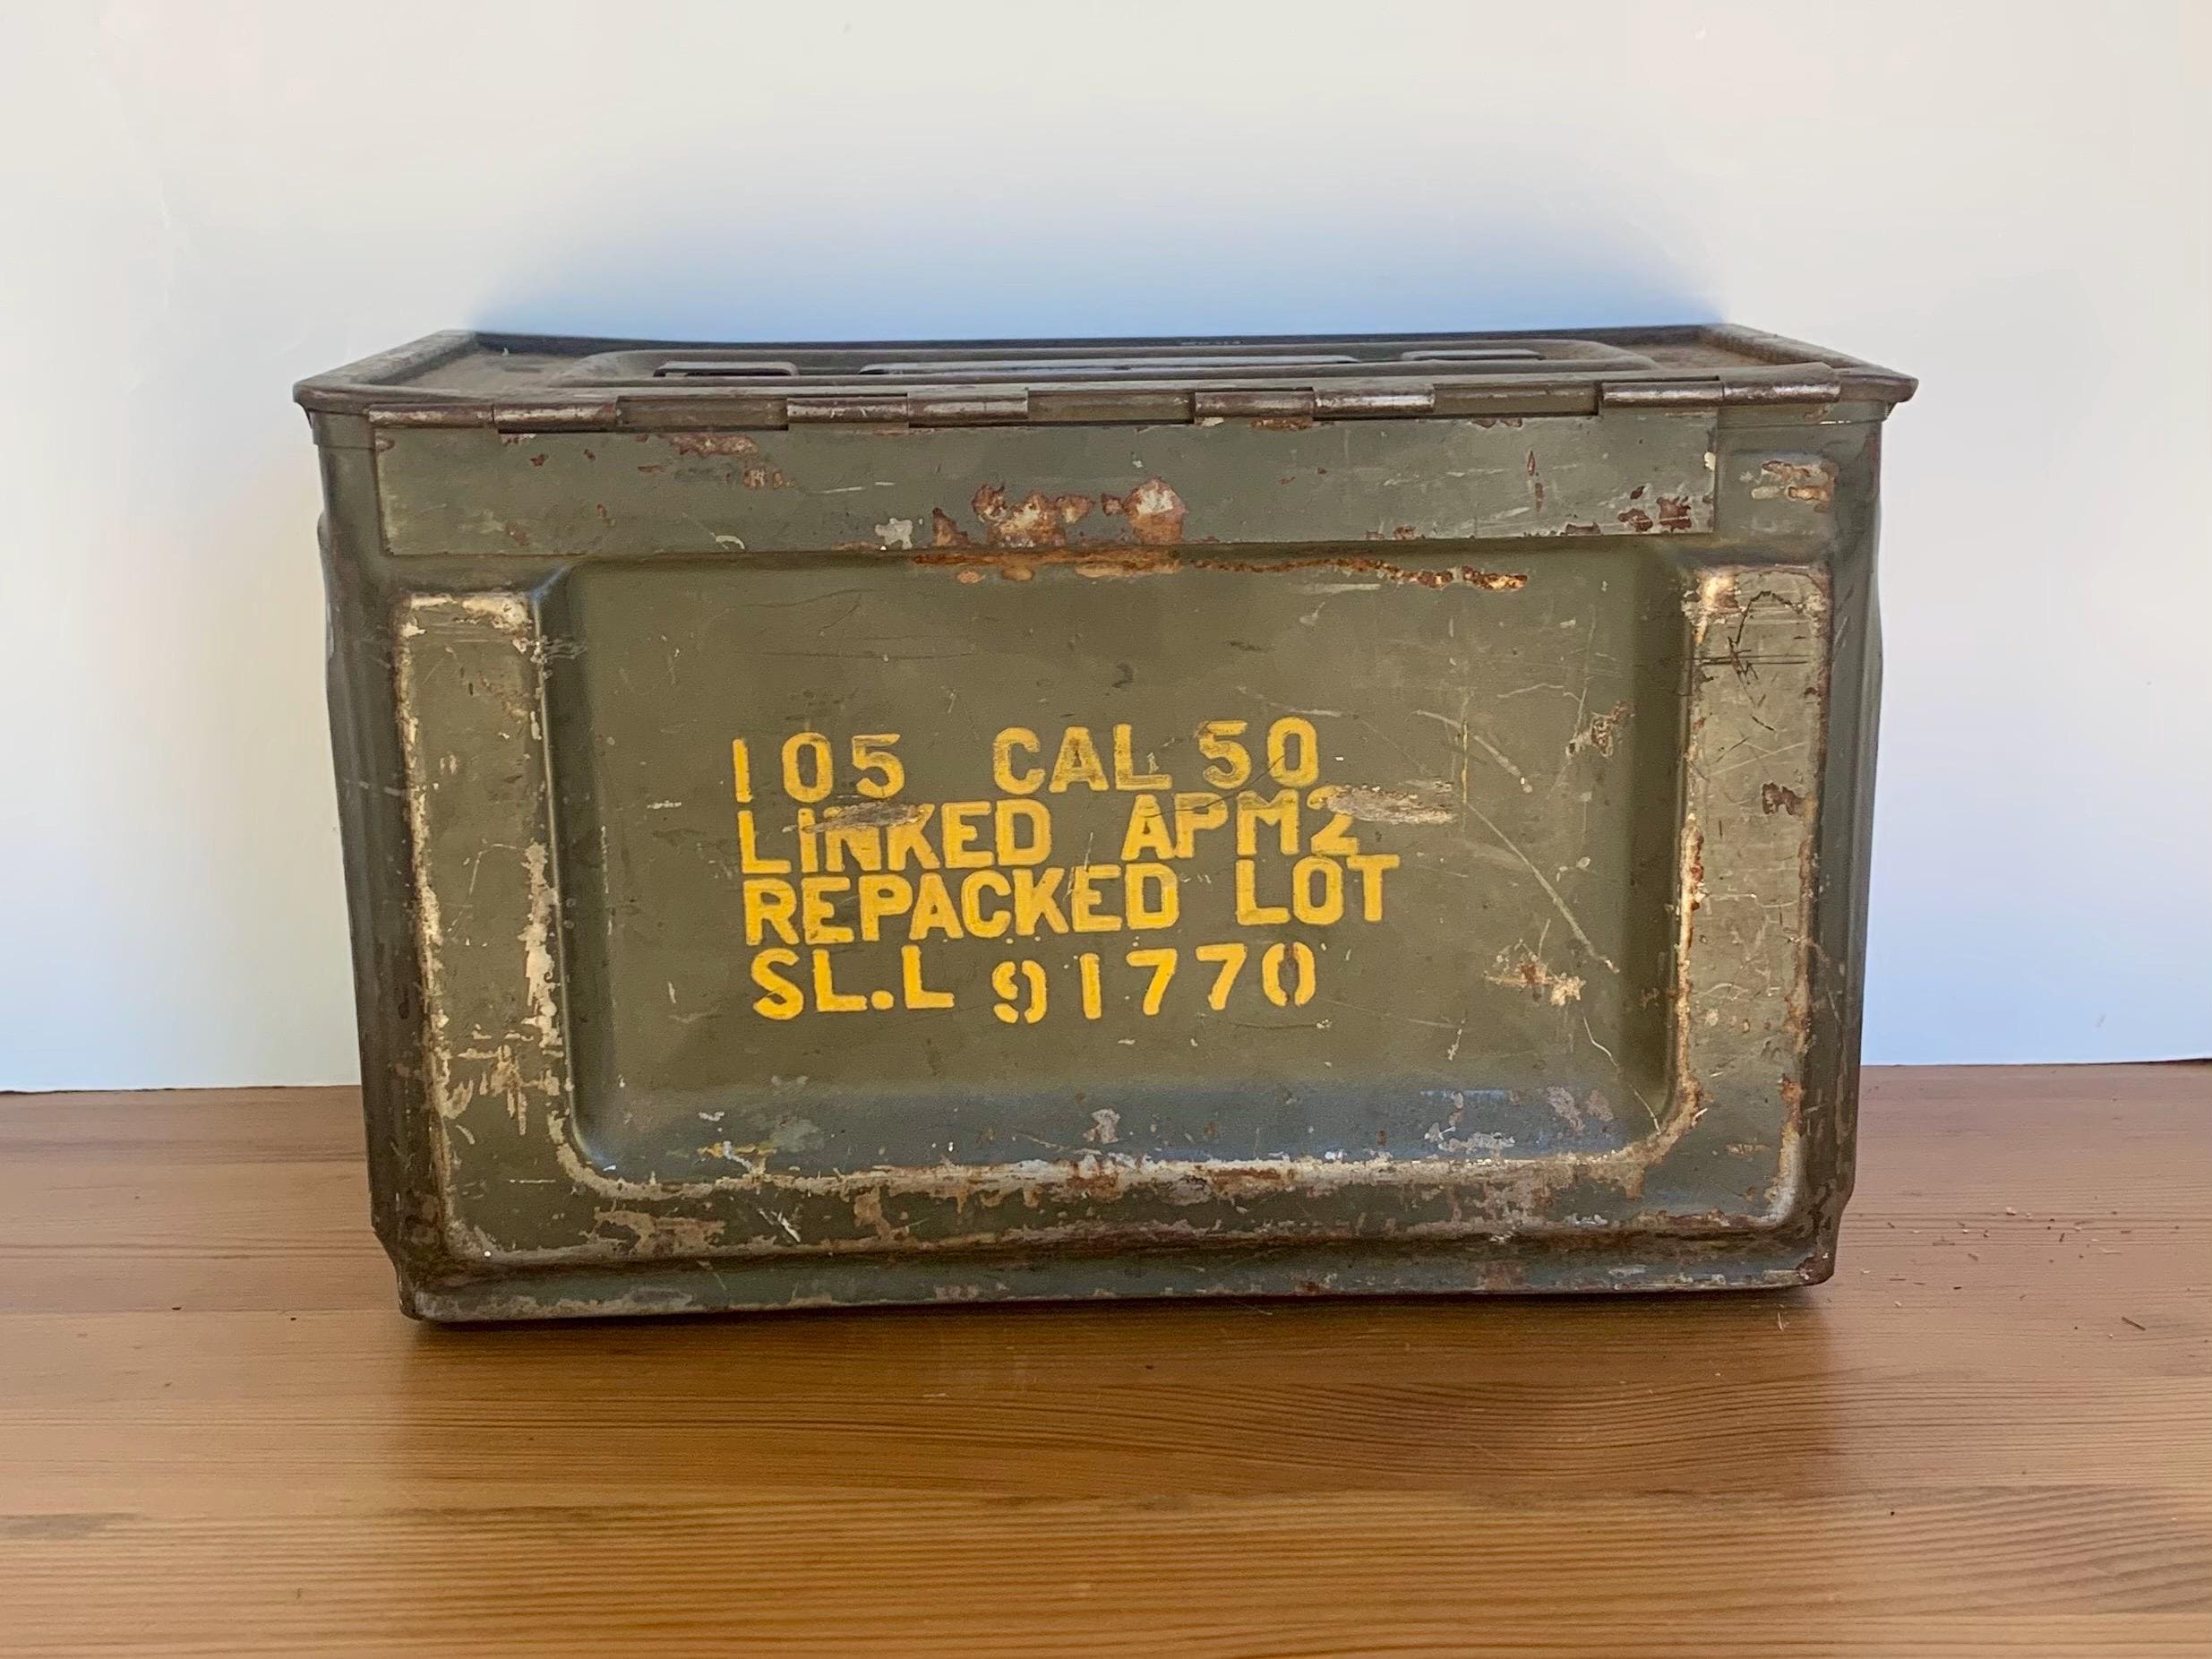 105 CAL 50
LINKED APM2
REPACKED LOT
SL.L 91770